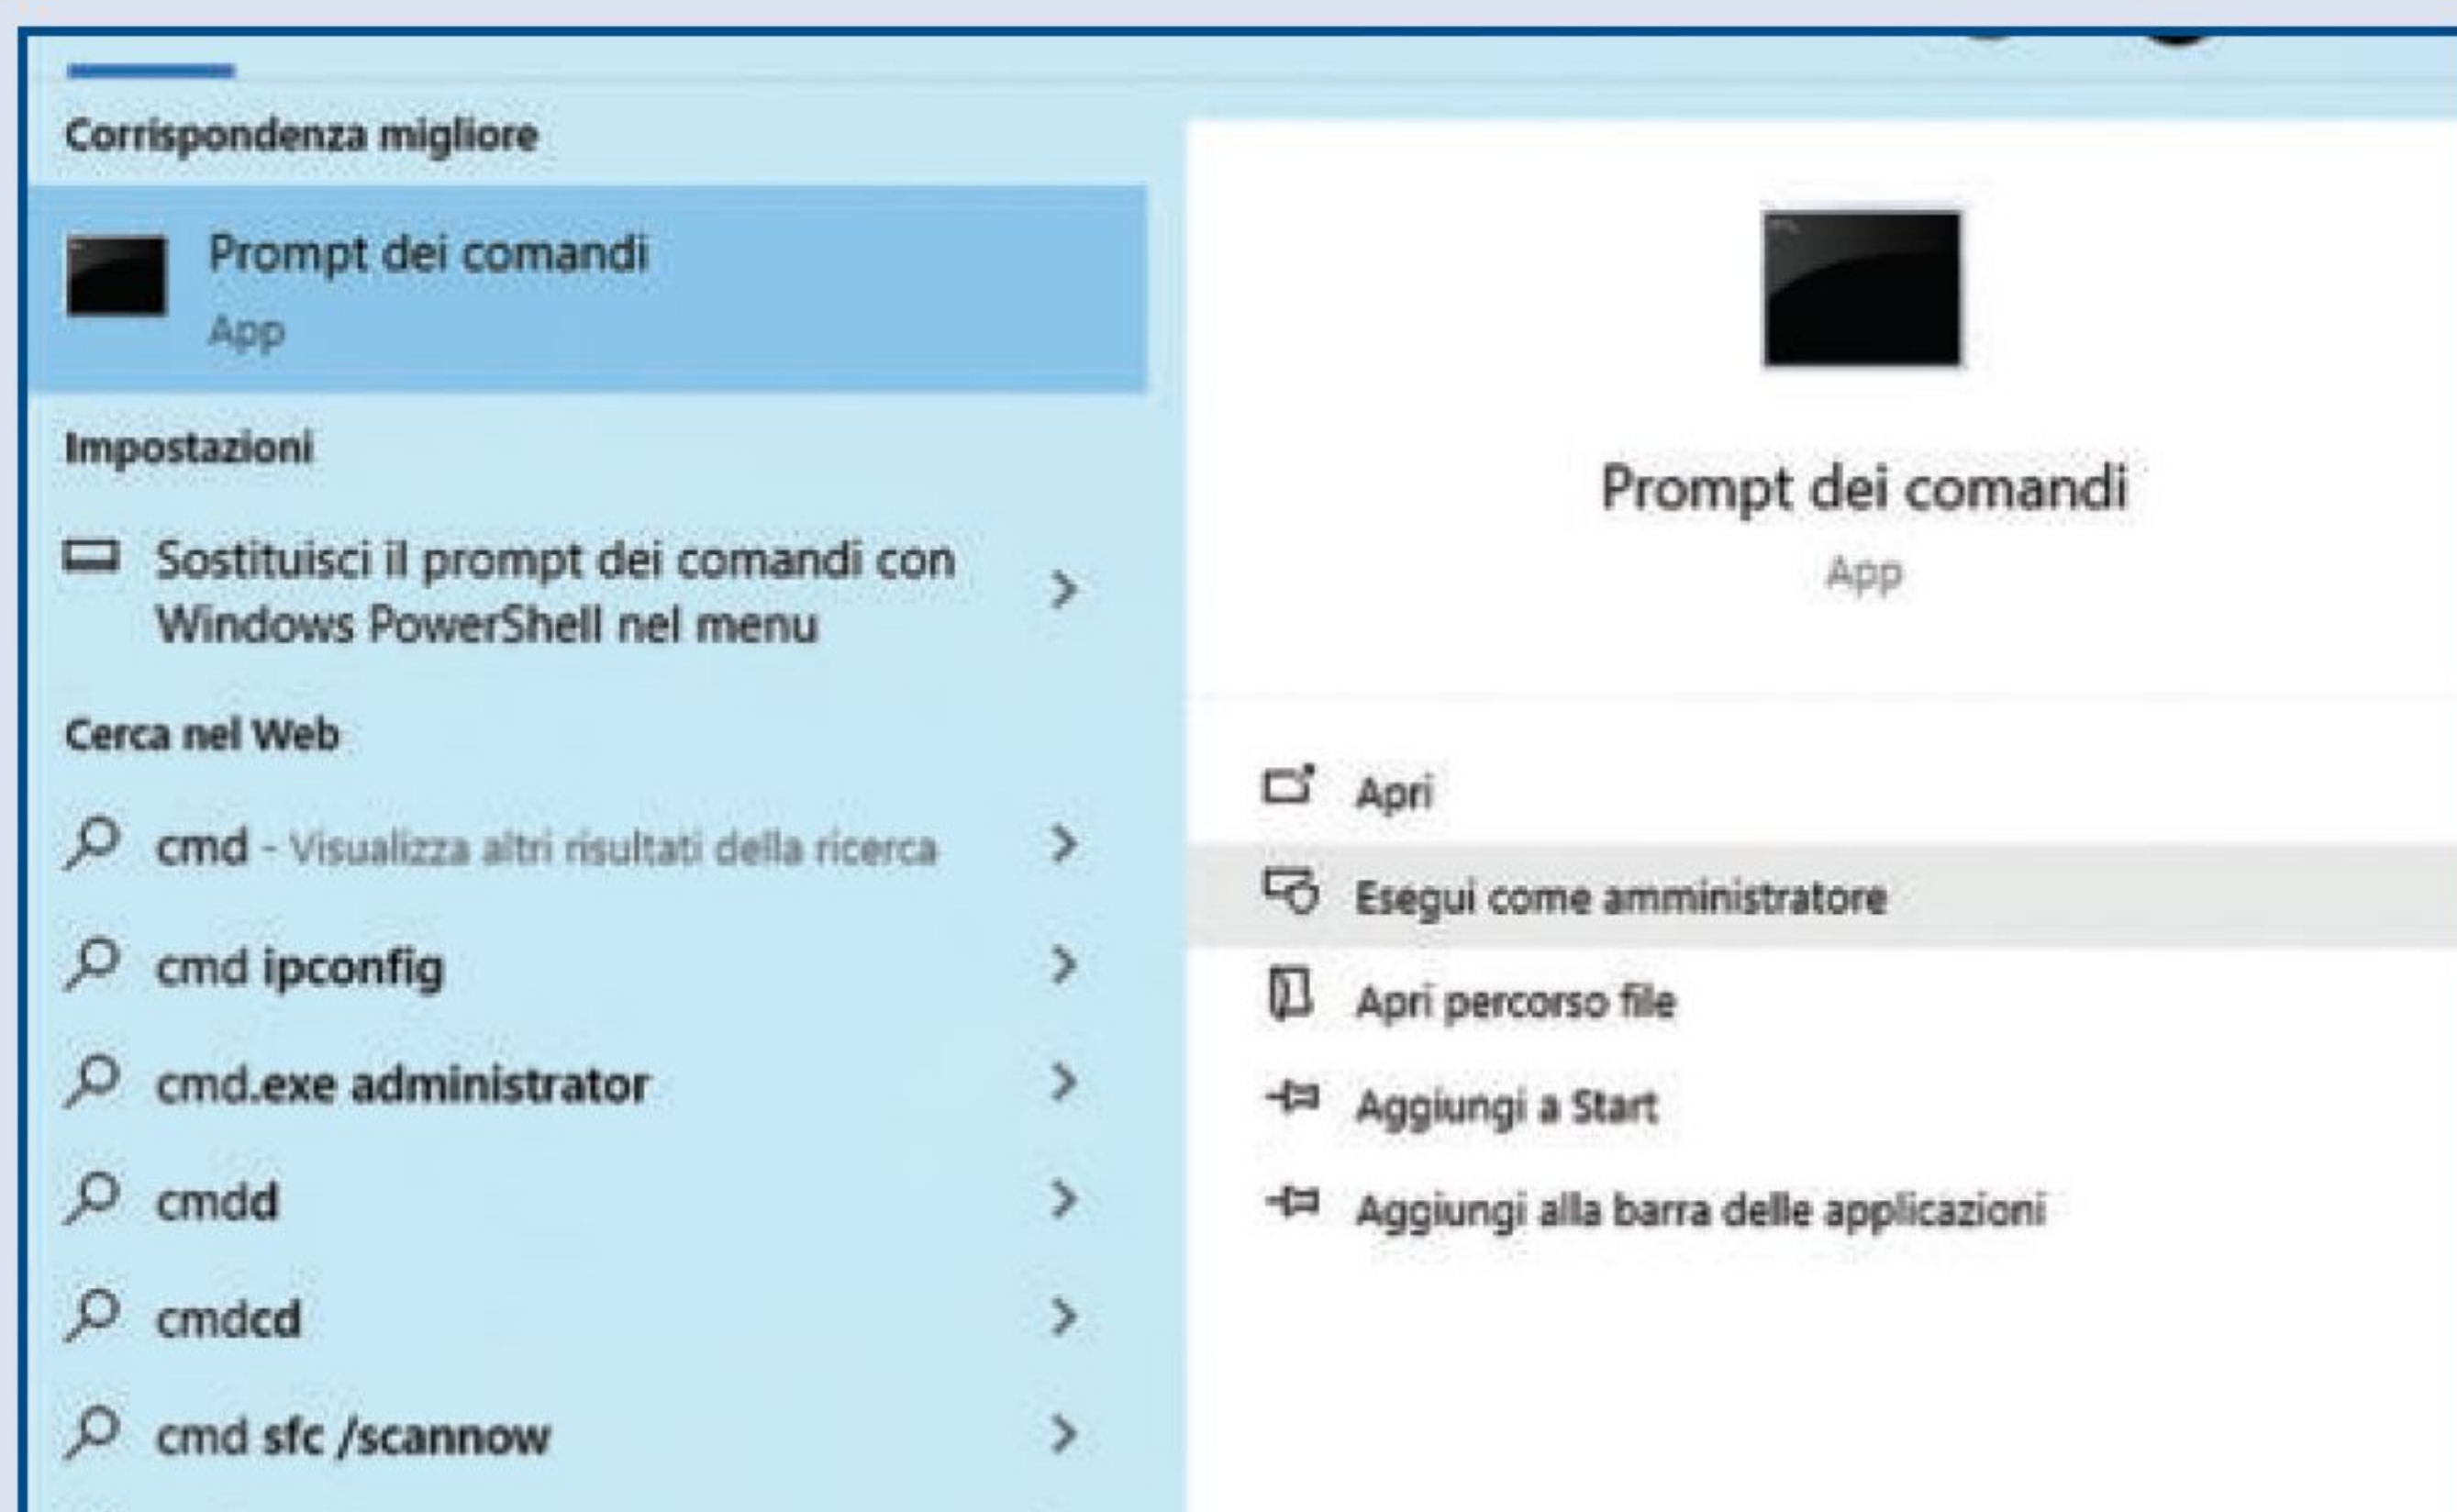 Corrispondenza migliore
Prompt dei comandi
App
Impostazioni
Sostituisci il prompt dei comandi con
Windows PowerShell nel menu
Cerca nel Web
cmd - Visualizza altri risultati della ricerca
cmd ipconfig
cmd.exe administrator
cmdd
cmdcd
cmd sfc /scannow
Prompt dei comandi
App
Apri
Esegui come amministratore
Apri percorso file
Aggiungi a Start
Aggiungi alla barra delle applicazioni